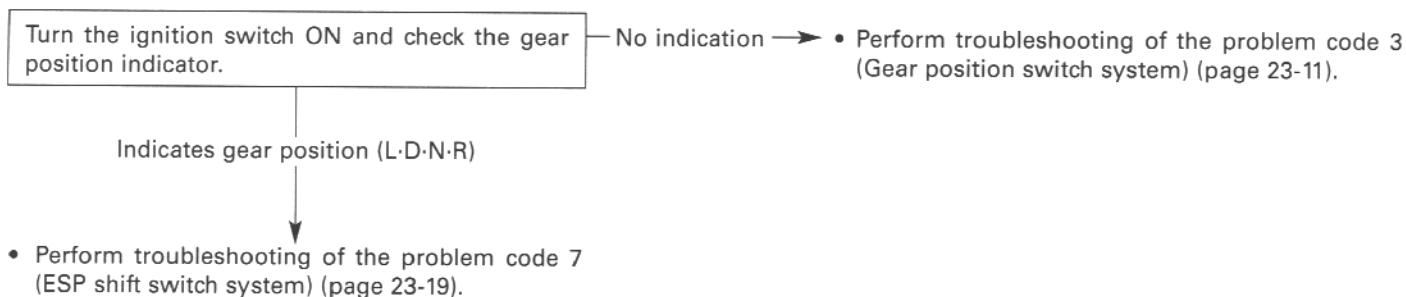 Turn the ignition switch ON and check the gear
position indicator.
No indication
• Perform troubleshooting of the problem code 3
(Gear position switch system) (page 23-11).
Indicates gear position (L·D·N·R)
• Perform troubleshooting of the problem code 7
(ESP shift switch system) (page 23-19).